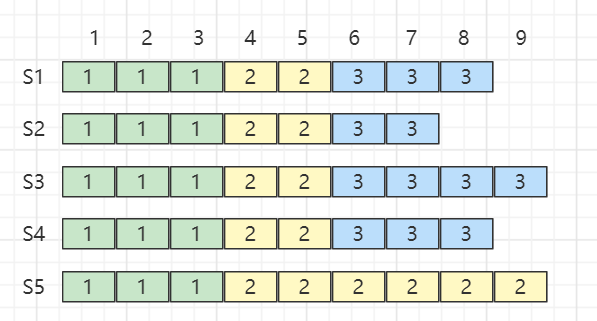 1 2 3 4 5 6 7 8 9
S1 1 1 1 2 2 3 3 3
S2 1 1 1 2 2 3 3
S3 1 1 1 2 2 3 3 3 3
S4 1 1 1 2 2 3 3 3
S5 1 1 1 2 2 2 2 2 2